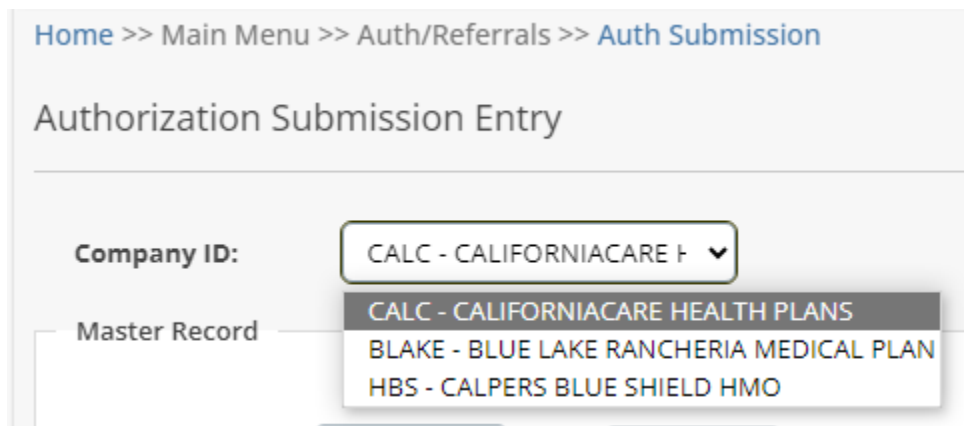 Home >> Main Menu >> Auth/Referrals >> Auth Submission
Authorization Submission Entry
Company ID:
CALC - CALIFORNIACARE H
CALC - CALIFORNIACARE HEALTH PLANS
Master Record
BLAKE - BLUE LAKE RANCHERIA MEDICAL PLAN
HBS - CALPERS BLUE SHIELD HMO